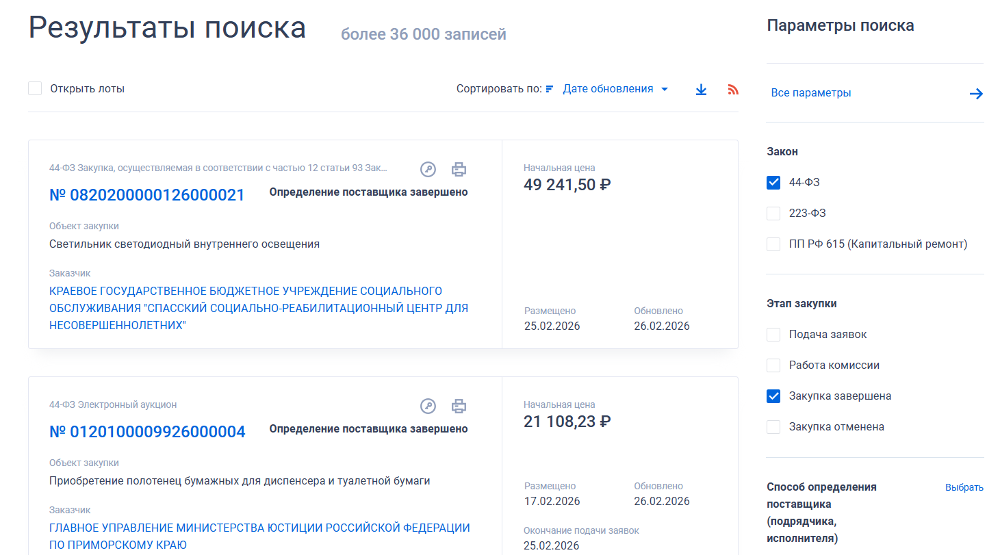 Результаты поиска
более 36 000 записей
Открыть лоты
Сортировать по: Дате обновления
44-ФЗ Закупка, осуществляемая в соответствии с частью 12 статьи 93 Зак...
№ 0820200000126000021
Определение поставщика завершено
Объект закупки
Светильник светодиодный внутреннего освещения
Заказчик
КРАЕВОЕ ГОСУДАРСТВЕННОЕ БЮДЖЕТНОЕ УЧРЕЖДЕНИЕ СОЦИАЛЬНОГО
ОБСЛУЖИВАНИЯ "СПАССКИЙ СОЦИАЛЬНО-РЕАБИЛИТАЦИОННЫЙ ЦЕНТР ДЛЯ
НЕСОВЕРШЕННОЛЕТНИХ"
Начальная цена
49 241,50 ₽
Размещено
25.02.2026
Обновлено
26.02.2026
44-ФЗ Электронный аукцион
№ 0120100009926000004
Определение поставщика завершено
Объект закупки
Приобретение полотенец бумажных для диспенсера и туалетной бумаги
Заказчик
ГЛАВНОЕ УПРАВЛЕНИЕ МИНИСТЕРСТВА ЮСТИЦИИ РОССИЙСКОЙ ФЕДЕРАЦИИ
ПО ПРИМОРСКОМУ КРАЮ
Начальная цена
21 108,23 ₽
Размещено
17.02.2026
Обновлено
26.02.2026
Окончание подачи заявок
25.02.2026
Параметры поиска
Все параметры
Закон
44-ФЗ
223-ФЗ
ПП РФ 615 (Капитальный ремонт)
Этап закупки
Подача заявок
Работа комиссии
Закупка завершена
Закупка отменена
Способ определения
поставщика
(подрядчика,
исполнителя)
Выбрать